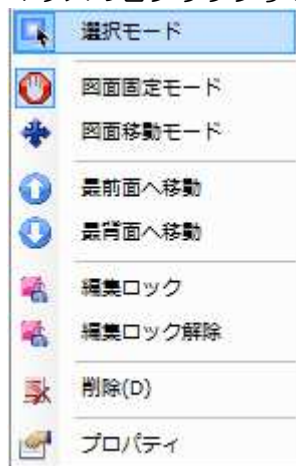 選択モード
図面固定モード
図面移動モード
最前面へ移動
最背面へ移動
編集ロック
編集ロック解除
削除(D)
プロパティ